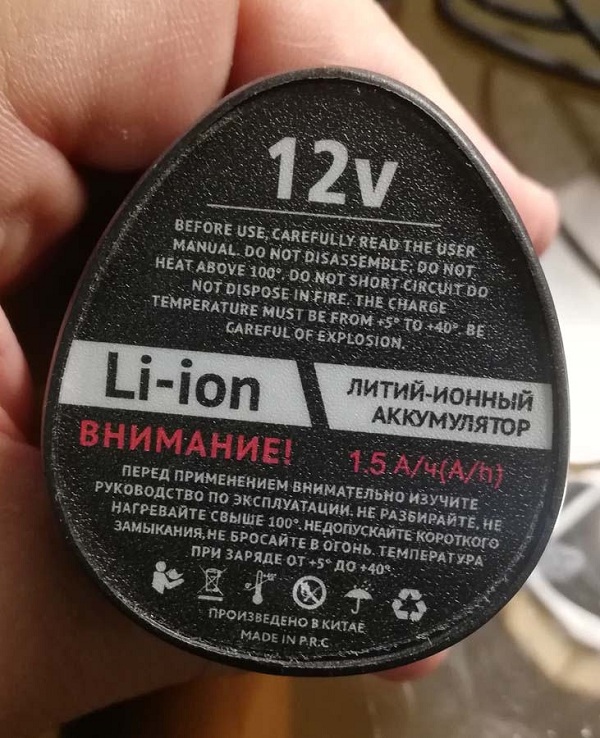 12v
BEFORE USE, CAREFULLY READ THE USER
MANUAL. DO NOT DISASSEMBLE; DO NOT
HEAT ABOVE 100°. DO NOT SHORT CIRCUIT DO
NOT DISPOSE IN FIRE. THE CHARGE
TEMPERATURE MUST BE FROM +5° TO +40° BE
CAREFUL OF EXPLOSION.
Li-ion
ЛИТИЙ-ИОННЫЙ
АККУМУЛЯТОР
ВНИМАНИЕ!
1.5 А/ч(A/h)
ПЕРЕД ПРИМЕНЕНИЕМ ВНИМАТЕЛЬНО ИЗУЧИТЕ
РУКОВОДСТВО ПО ЭКСПЛУАТАЦИИ. НЕ РАЗБИРАЙТЕ, НЕ
НАГРЕВАЙТЕ СВЫШЕ 100°. НЕДОПУСКАЙТЕ КОРОТКОГО
ЗАМЫКАНИЯ, НЕ БРОСАЙТЕ В ОГОНЬ. ТЕМПЕРАТУРА
ПРИ ЗАРЯДЕ ОТ +5° ДО +40°
ПРОИЗВЕДЕНО В КИТАЕ
MADE IN P.R.C